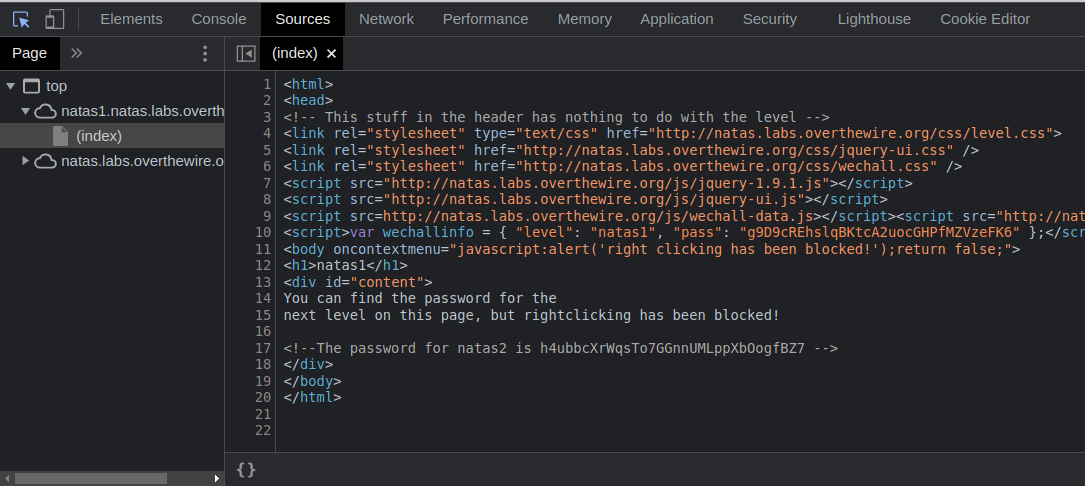 Elements Console Sources Network Performance Memory Application Security Lighthouse Cookie Editor
Page
(index)
top
natas1.natas.labs.overth
(index)
natas.labs.overthewire.o
1 <html>
2 <head>
3 <!-- This stuff in the header has nothing to do with the level -->
4 <link rel="stylesheet" type="text/css" href="http://natas.labs.overthewire.org/css/level.css">
5 <link rel="stylesheet" href="http://natas.labs.overthewire.org/css/jquery-ui.css" />
6 <link rel="stylesheet" href="http://natas.labs.overthewire.org/css/wechall.css" />
7 <script src="http://natas.labs.overthewire.org/js/jquery-1.9.1.js"></script>
8 <script src="http://natas.labs.overthewire.org/js/jquery-ui.js"></script>
9 <script src=http://natas.labs.overthewire.org/js/wechall-data.js></script><script src="http://nat
10 <script>var wechallinfo = { "level": "natas1", "pass": "g9D9cREhslqBKtcA2uocGHPfMZVzeFK6" };</scr
11 <body oncontextmenu="javascript:alert('right clicking has been blocked!');return false;">
12 <h1>natas1</h1>
13 <div id="content">
14 You can find the password for the
15 next level on this page, but rightclicking has been blocked!
16
17 <!--The password for natas2 is h4ubbcXrWqsTo7GGnnUMLppXbOogfBZ7 -->
18 </div>
19 </body>
20 </html>
21
22
{}